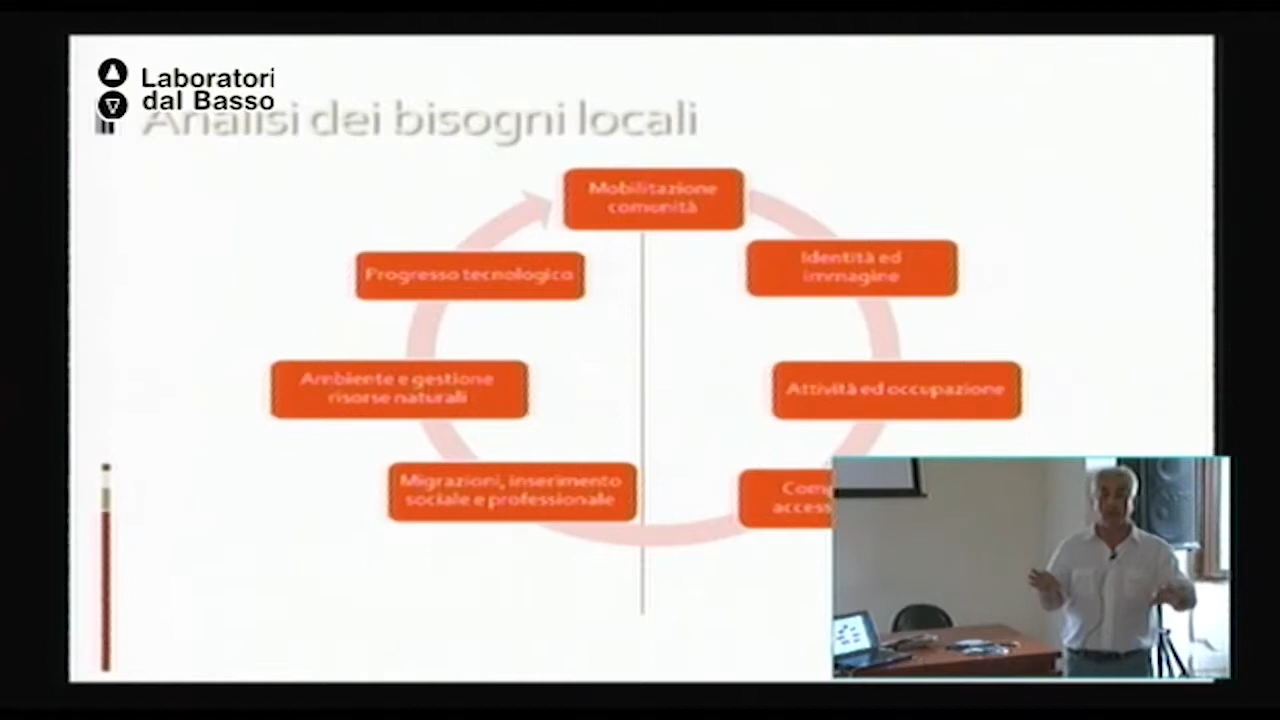 Laboratori
dal Basso
Analisi dei bisogni locali
Mobilitazione
comunità
Identità ed
immagine
Progresso tecnologico
Ambiente e gestione
risorse naturali
Attività ed occupazione
Migrazioni, inserimento
sociale e professionale